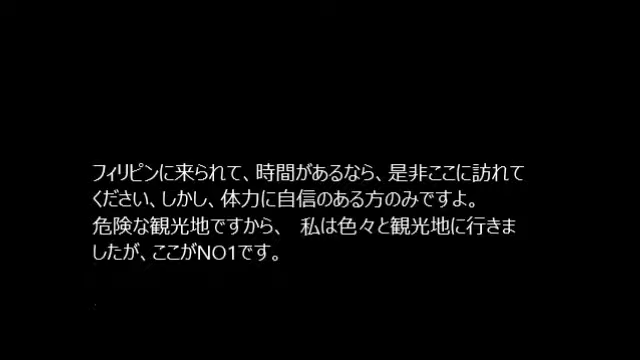 フィリピンに来られて、時間があるなら、是非ここに訪れて
ください、しかし、体力に自信のある方のみですよ。
危険な観光地ですから、　私は色々と観光地に行きま
したが、ここがNO1です。